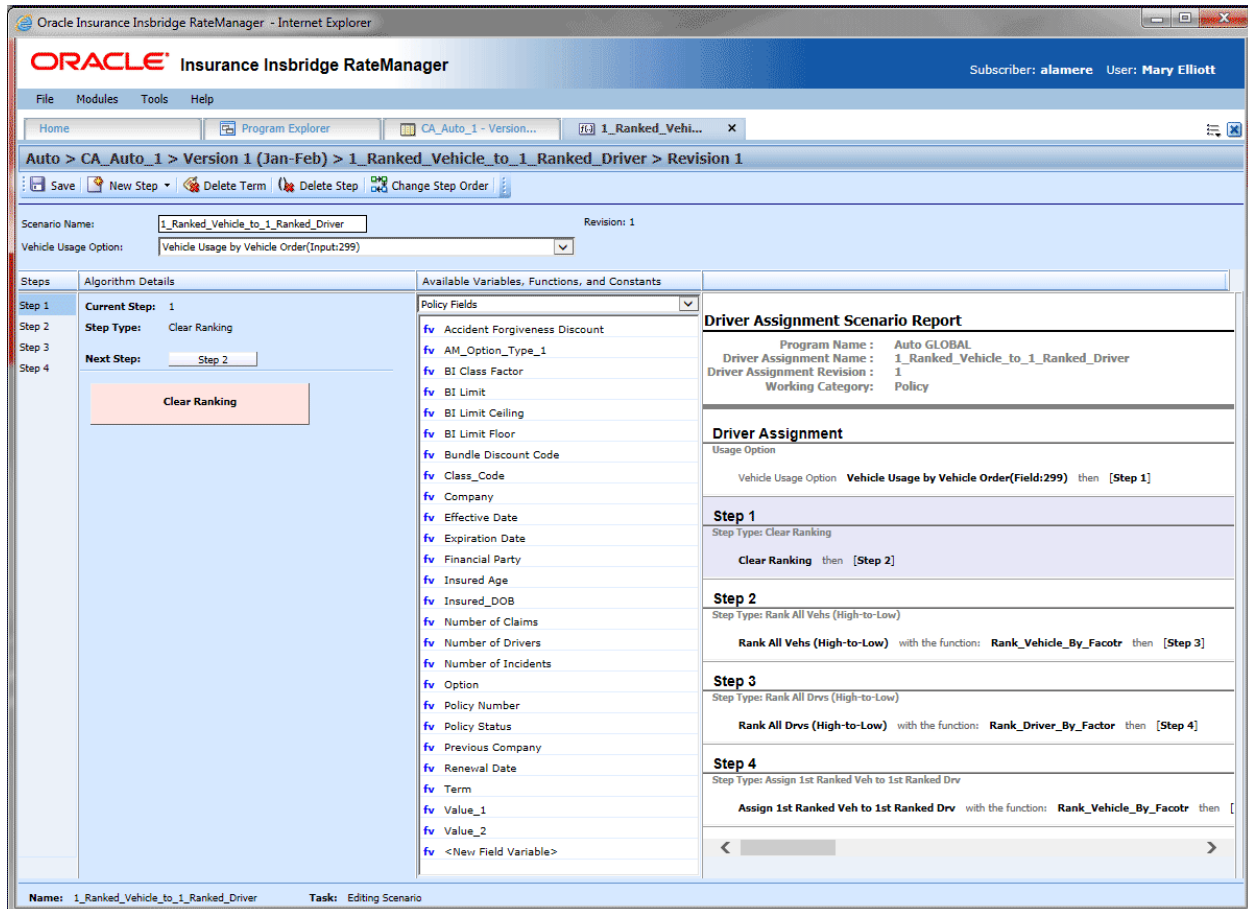 Oracle Insurance Insbridge RateManager - Internet Explorer
ORACLE® Insurance Insbridge RateManager
Subscriber: alamere User: Mary Elliott
File Modules Tools Help
Home Program Explorer CA_Auto_1 - Version... 1_Ranked_Vehi... x
Auto > CA_Auto_1 > Version 1 (Jan-Feb) > 1_Ranked_Vehicle_to_1_Ranked_Driver > Revision 1
Save New Step Delete Term Delete Step Change Step Order
Scenario Name: 1_Ranked_Vehicle_to_1_Ranked_Driver Revision: 1
Vehicle Usage Option: Vehicle Usage by Vehicle Order(Input:299)
Steps
Step 1
Step 2
Step 3
Step 4
Algorithm Details
Current Step: 1
Step Type: Clear Ranking
Next Step: Step 2
Clear Ranking
Available Variables, Functions, and Constants
Policy Fields
fv Accident Forgiveness Discount
fv AM_Option_Type_1
fv BI Class Factor
fv BI Limit
fv BI Limit Ceiling
fv BI Limit Floor
fv Bundle Discount Code
fv Class_Code
fv Company
fv Effective Date
fv Expiration Date
fv Financial Party
fv Insured Age
fv Insured_DOB
fv Number of Claims
fv Number of Drivers
fv Number of Incidents
fv Option
fv Policy Number
fv Policy Status
fv Previous Company
fv Renewal Date
fv Term
fv Value_1
fv Value_2
fv <New Field Variable>
Driver Assignment Scenario Report
Program Name : Auto GLOBAL
Driver Assignment Name : 1_Ranked_Vehicle_to_1_Ranked_Driver
Driver Assignment Revision : 1
Working Category: Policy
Driver Assignment
Usage Option
Vehicle Usage Option Vehicle Usage by Vehicle Order(Field:299) then [Step 1]
Step 1
Step Type: Clear Ranking
Clear Ranking then [Step 2]
Step 2
Step Type: Rank All Vehs (High-to-Low)
Rank All Vehs (High-to-Low) with the function: Rank_Vehicle_By_Facotr then [Step 3]
Step 3
Step Type: Rank All Drvs (High-to-Low)
Rank All Drvs (High-to-Low) with the function: Rank_Driver_By_Factor then [Step 4]
Step 4
Step Type: Assign 1st Ranked Veh to 1st Ranked Drv
Assign 1st Ranked Veh to 1st Ranked Drv with the function: Rank_Vehicle_By_Facotr then [
Name: 1_Ranked_Vehicle_to_1_Ranked_Driver Task: Editing Scenario